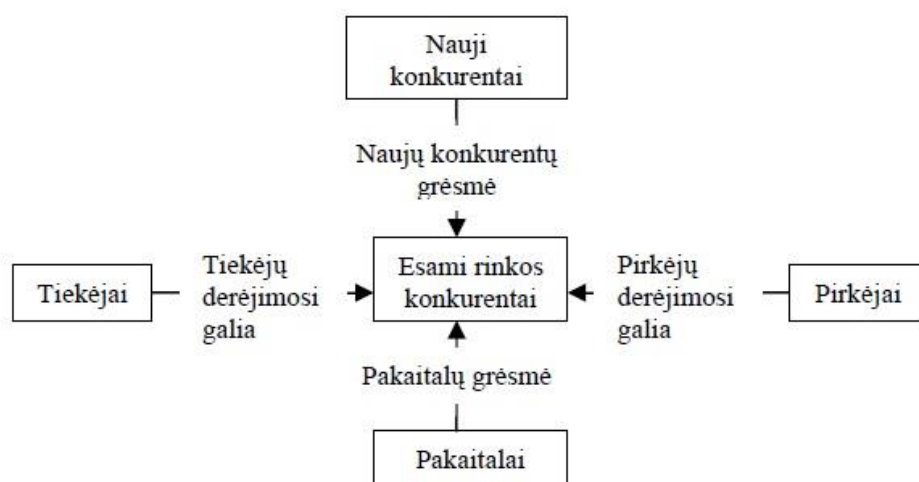 Nauji
konkurentai
Naujų konkurentų
grėsmė
Tiekėjai
Tiekėjų
derėjimosi
galia
Esami rinkos
konkurentai
Pirkėjų
derėjimosi
galia
Pirkėjai
Pakaitalų grėsmė
Pakaitalai